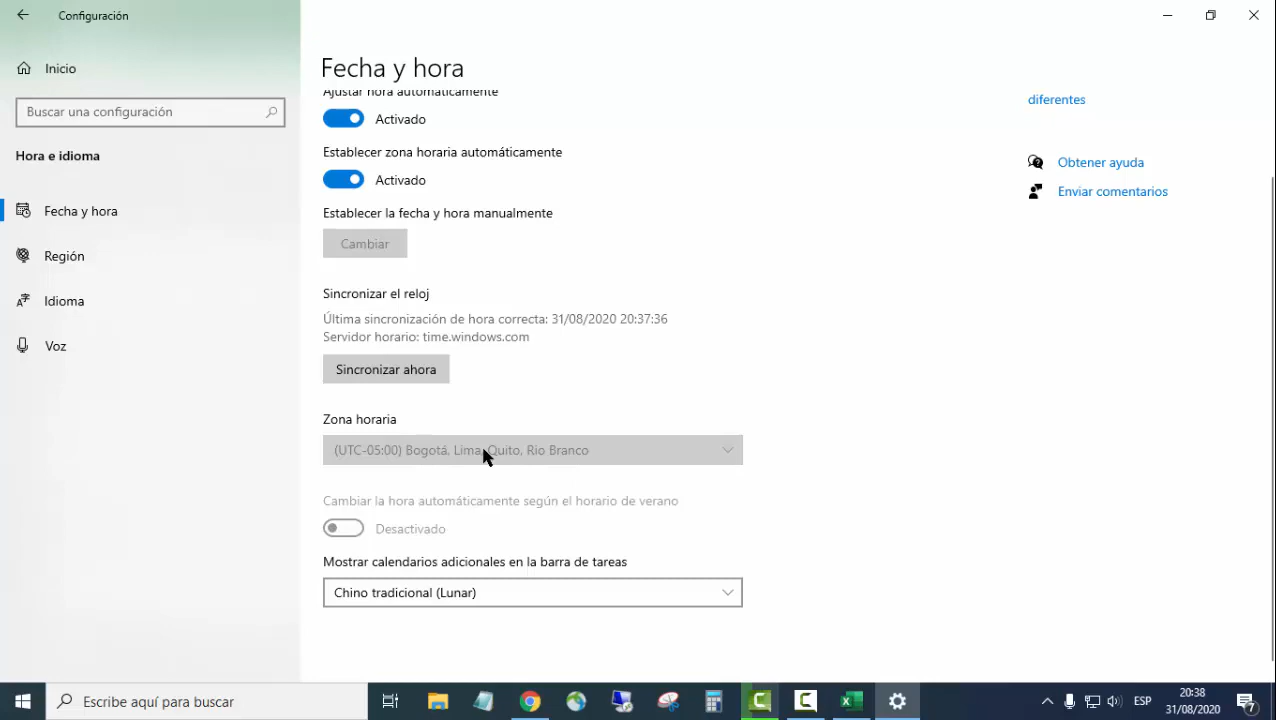 Configuración
Inicio
Buscar una configuración
Hora e idioma
Fecha y hora
Región
Idioma
Voz
Fecha y hora
Ajustar hora automáticamente
Activado
Establecer zona horaria automáticamente
Activado
Establecer la fecha y hora manualmente
Cambiar
Sincronizar el reloj
Última sincronización de hora correcta: 31/08/2020 20:37:36
Servidor horario: time.windows.com
Sincronizar ahora
Zona horaria
(UTC-05:00) Bogotá, Lima, Quito, Rio Branco
Cambiar la hora automáticamente según el horario de verano
Desactivado
Mostrar calendarios adicionales en la barra de tareas
Chino tradicional (Lunar)
diferentes
Obtener ayuda
Enviar comentarios
Escribe aquí para buscar
ESP
20:38
31/08/2020
7